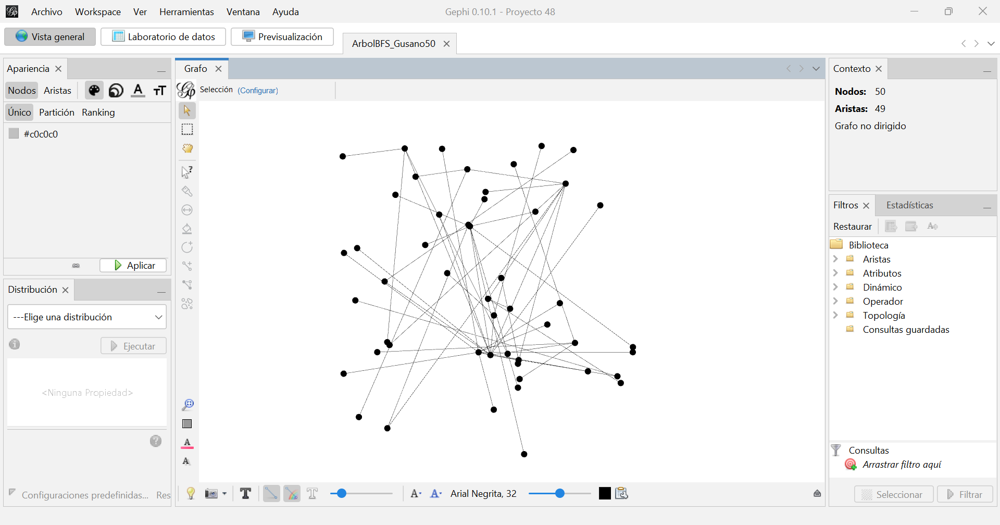 Archivo Workspace Ver Herramientas Ventana Ayuda
Gephi 0.10.1 - Proyecto 48
Vista general
Laboratorio de datos
Previsualización
ArbolBFS_Gusano50
Apariencia
Nodos Aristas
Único Partición Ranking
#c0c0c0
Aplicar
Distribución
---Elige una distribución
Ejecutar
<Ninguna Propiedad>
Configuraciones predefinidas... Res
Grafo
Selección (Configurar)
Arial Negrita, 32
Contexto
Nodos: 50
Aristas: 49
Grafo no dirigido
Filtros Estadísticas
Restaurar
Biblioteca
Aristas
Atributos
Dinámico
Operador
Topología
Consultas guardadas
Consultas
Arrastrar filtro aquí
Seleccionar
Filtrar